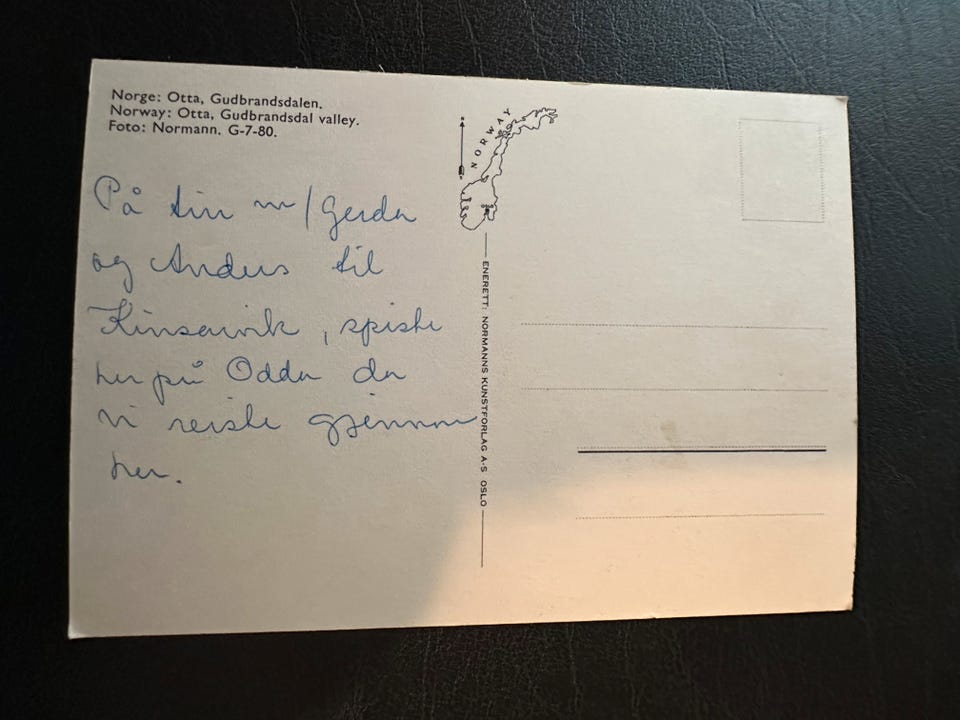 Norge: Otta, Gudbrandsdalen.
Norway: Otta, Gudbrandsdal valley.
Foto: Normann. G-7-80.
På tur m/Gerda
og Anders til
Kinsarvik, spiste
her på Odda da
vi reiste gjennom
her.
NORWAY
ENERETT: NORMANNS KUNSTFORLAG A-S OSLO